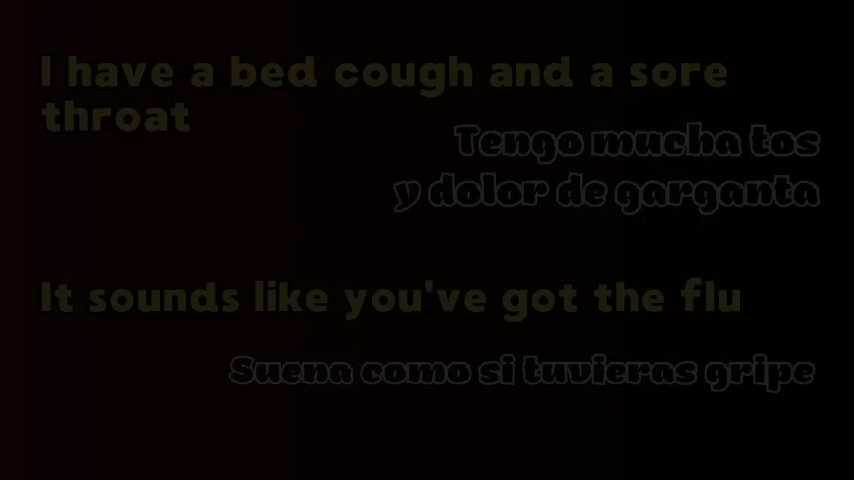 I have a bed cough and a sore
throat
Tengo mucha tos
y dolor de garganta
It sounds like you've got the flu
Suena como si tuvieras gripe